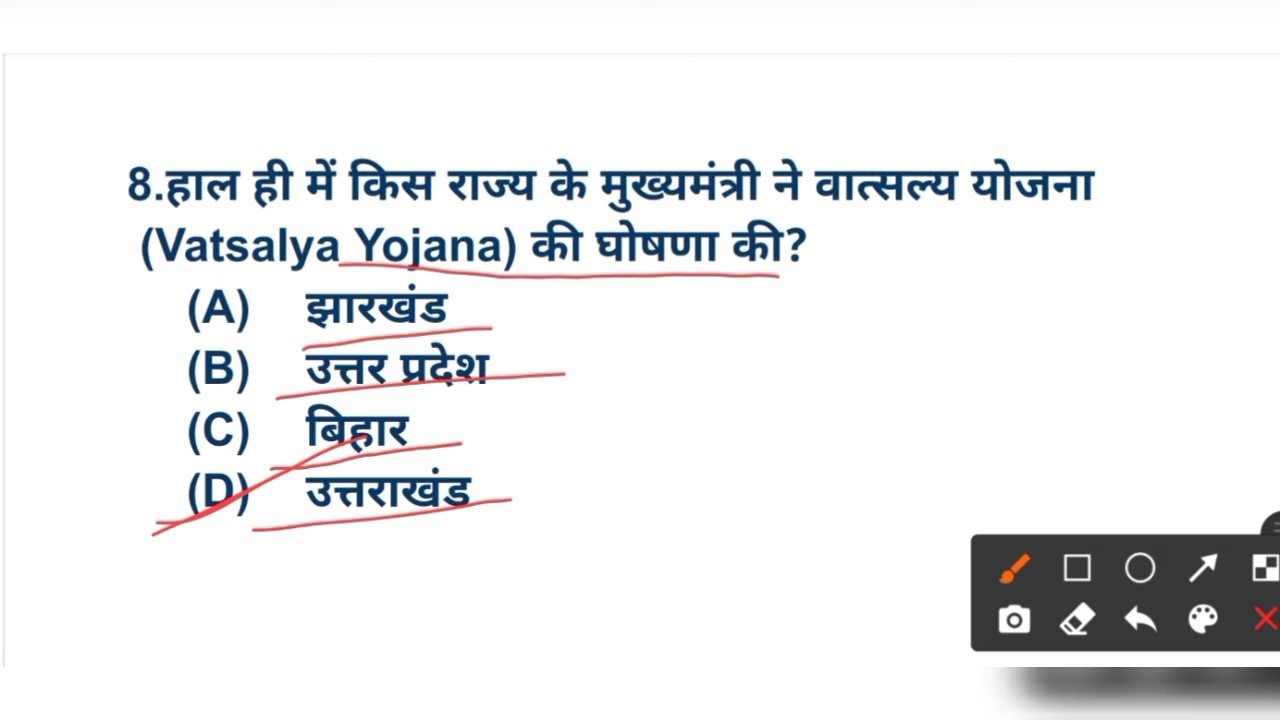 8.हाल ही में किस राज्य के मुख्यमंत्री ने वात्सल्य योजना
(Vatsalya Yojana) की घोषणा की?
(A) झारखंड
(B) उत्तर प्रदेश
(C) बिहार
(D) उत्तराखंड